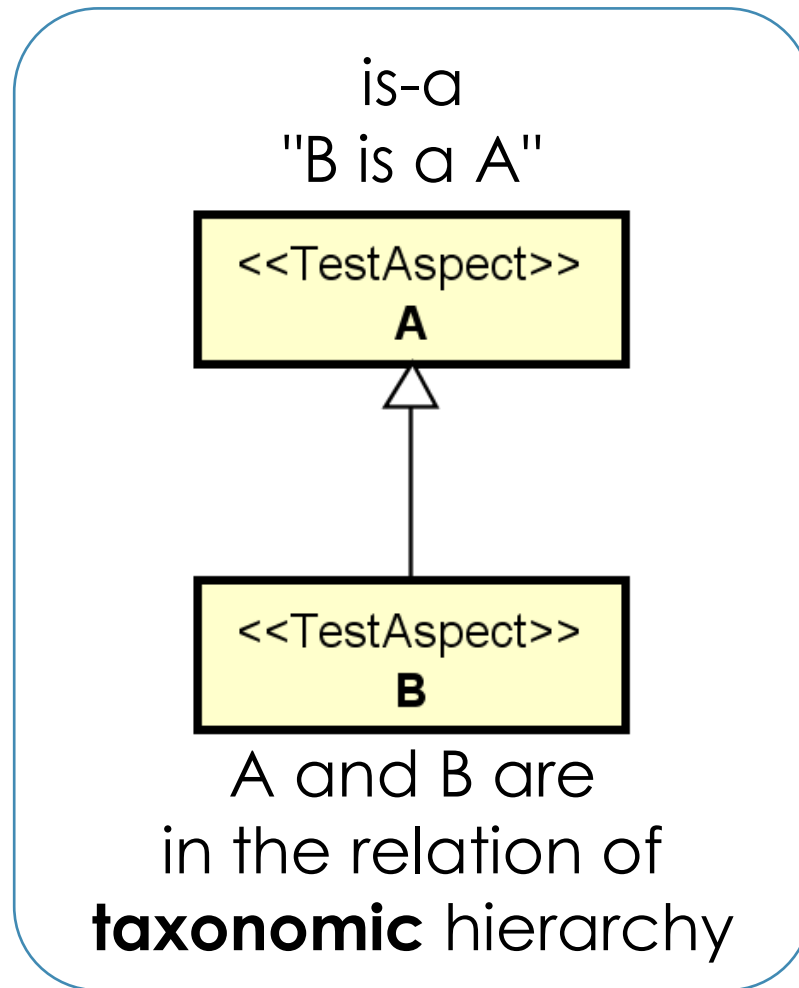 is-a
"B is a A"
<<TestAspect>>
A
<<TestAspect>>
B
A and B are
in the relation of
taxonomic hierarchy